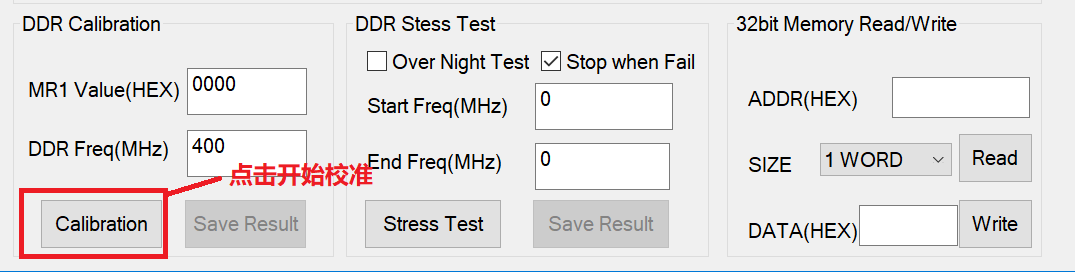 DDR Calibration
MR1 Value(HEX) 0000
DDR Freq(MHz) 400
点击开始校准
Calibration Save Result
DDR Stess Test
Over Night Test Stop when Fail
Start Freq(MHz) 0
End Freq(MHz) 0
Stress Test Save Result
32bit Memory Read/Write
ADDR(HEX)
SIZE 1 WORD Read
DATA(HEX) Write